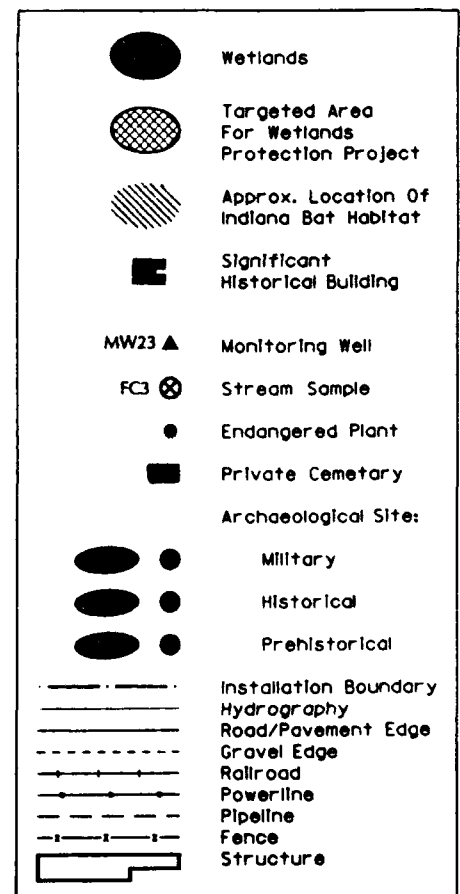 Wetlands
Targeted Area
For Wetlands
Protection Project
Approx. Location Of
Indiana Bat Habitat
Significant
Historical Building
MW23 Monitoring Well
FC3 Stream Sample
Endangered Plant
Private Cemetary
Archaeological Site:
Military
Historical
Prehistorical
Installation Boundary
Hydrography
Road/Pavement Edge
Gravel Edge
Railroad
Powerline
Pipeline
Fence
Structure